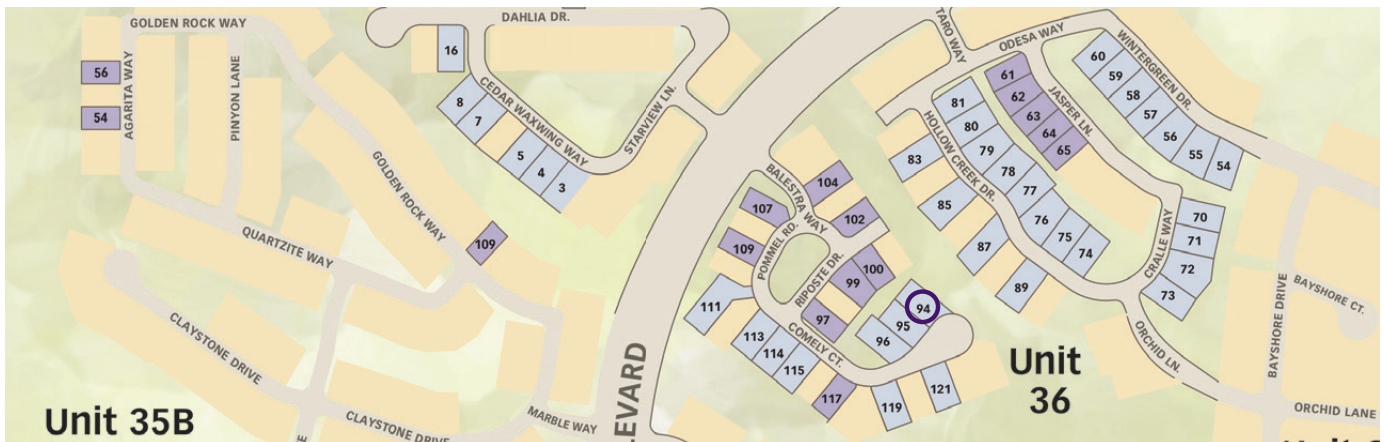 GOLDEN ROCK WAY
DAHLIA DR.
TARO WAY
ODESA WAY
WINTERGREEN DR.
16
60
59
58
57
56
55
54
56
54
AGARITA WAY
PINYON LANE
CEDAR WAXWING WAY
STARVIEW LN.
8
7
5
4
3
61
62
63
64
65
JASPER LN.
81
80
79
78
77
76
75
74
HOLLOW CREEK DR.
83
85
87
89
GOLDEN ROCK WAY
109
QUARTZITE WAY
BALESTRA WAY
104
102
107
109
POMMEL RD.
RIPOSTE DR.
100
99
97
94
95
96
111
113
114
115
117
119
121
COMELY CT.
CRALLE WAY
70
71
72
73
ORCHID LN.
BAYSHORE CT.
BAYSHORE DRIVE
ORCHID LANE
CLAYSTONE DRIVE
CLAYSTONE DRIVE
MARBLE WAY
LEVARD
Unit 35B
Unit
36